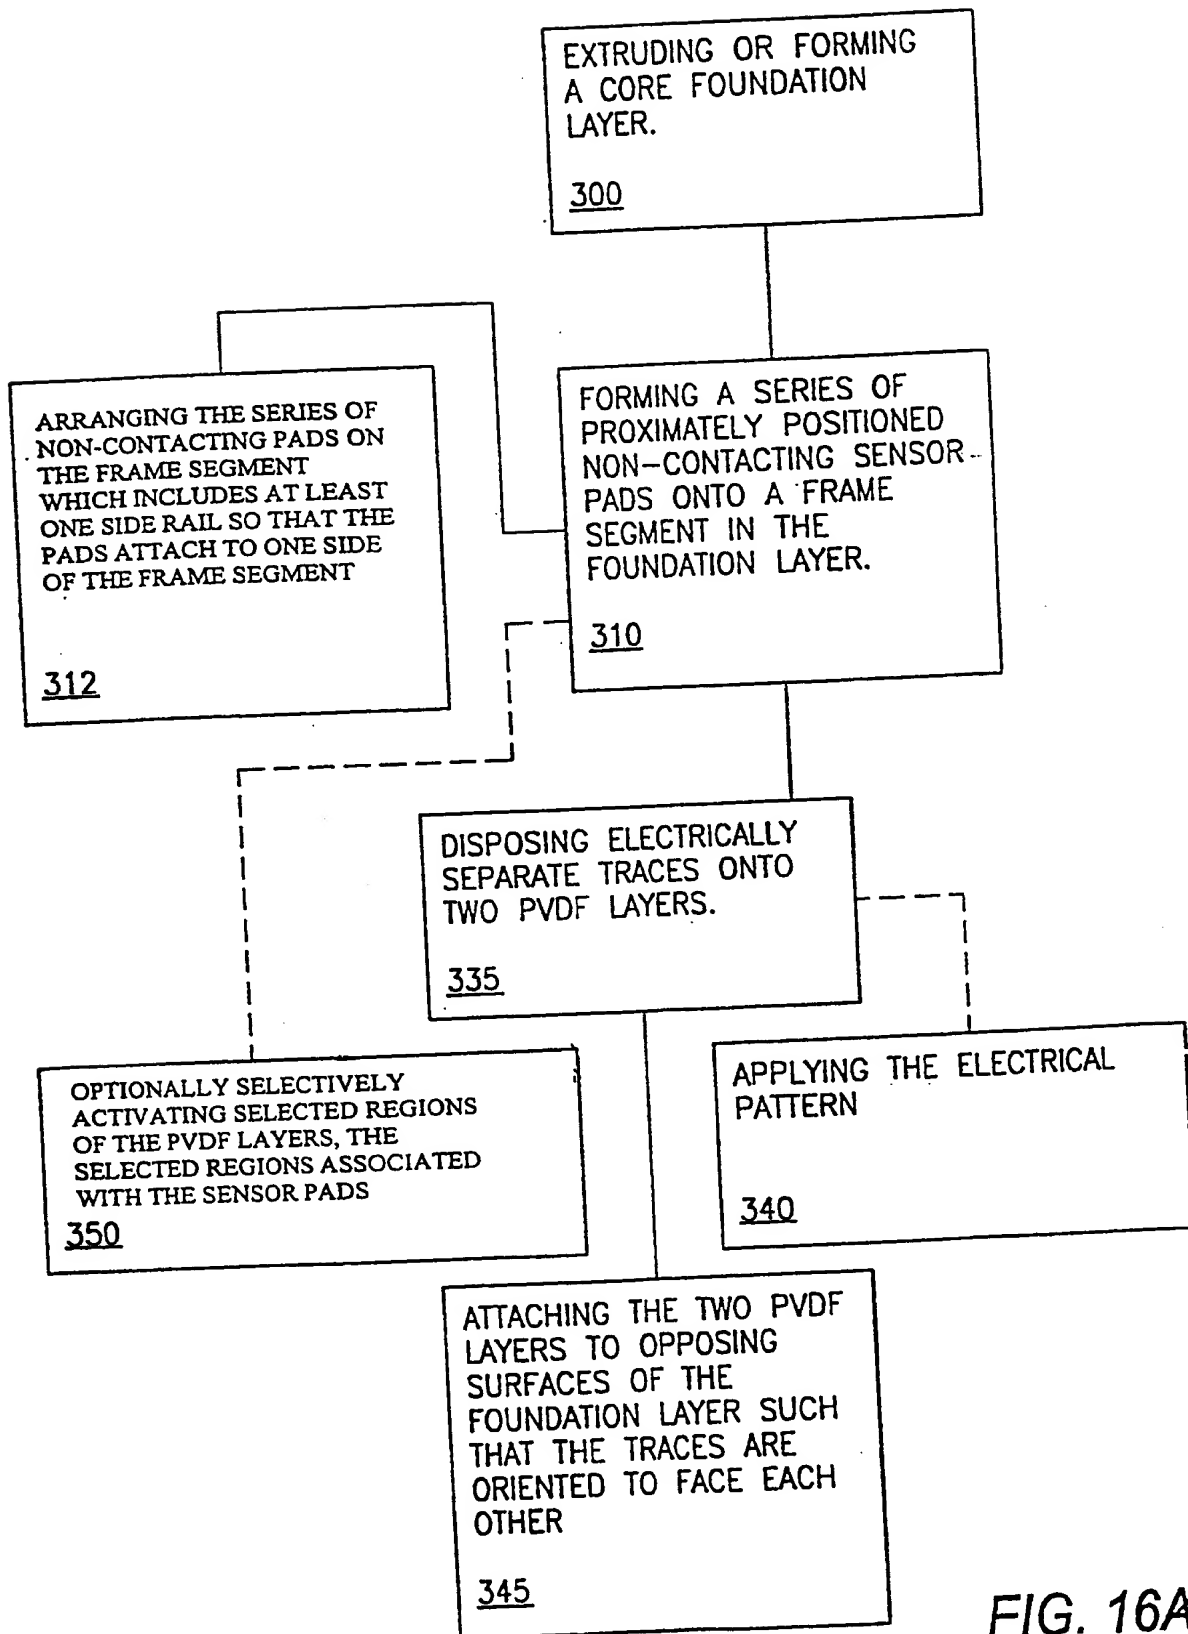 EXTRUDING OR FORMING
A CORE FOUNDATION
LAYER.
300
ARRANGING THE SERIES OF
NON-CONTACTING PADS ON
THE FRAME SEGMENT
WHICH INCLUDES AT LEAST
ONE SIDE RAIL SO THAT THE
PADS ATTACH TO ONE SIDE
OF THE FRAME SEGMENT
312
FORMING A SERIES OF
PROXIMATELY POSITIONED
NON-CONTACTING SENSOR
PADS ONTO A FRAME
SEGMENT IN THE
FOUNDATION LAYER.
310
DISPOSING ELECTRICALLY
SEPARATE TRACES ONTO
TWO PVDF LAYERS.
335
OPTIONALLY SELECTIVELY
ACTIVATING SELECTED REGIONS
OF THE PVDF LAYERS, THE
SELECTED REGIONS ASSOCIATED
WITH THE SENSOR PADS
350
APPLYING THE ELECTRICAL
PATTERN
340
ATTACHING THE TWO PVDF
LAYERS TO OPPOSING
SURFACES OF THE
FOUNDATION LAYER SUCH
THAT THE TRACES ARE
ORIENTED TO FACE EACH
OTHER
345
FIG. 16A